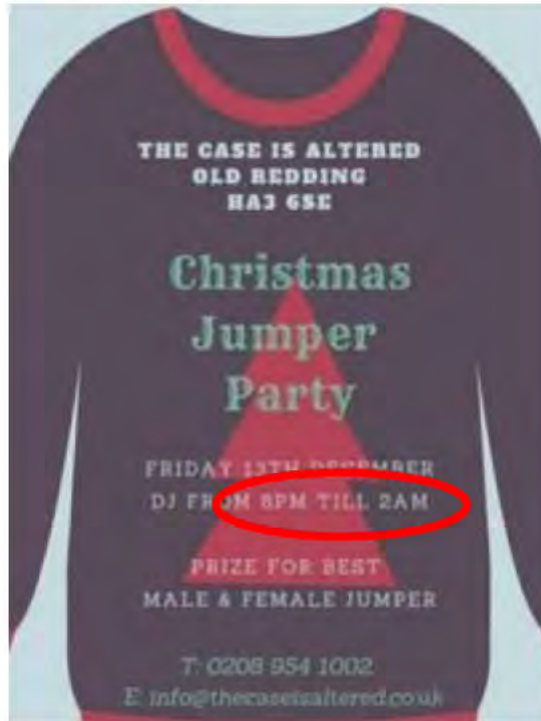 THE CASE IS ALTERED
OLD REDDING
HA3 6SE
Christmas
Jumper
Party
FRIDAY 13TH DECEMBER
DJ FROM 8PM TILL 2AM
PRIZE FOR BEST
MALE & FEMALE JUMPER
T: 0208 954 1002
E: info@thecaseisaltered.co.uk